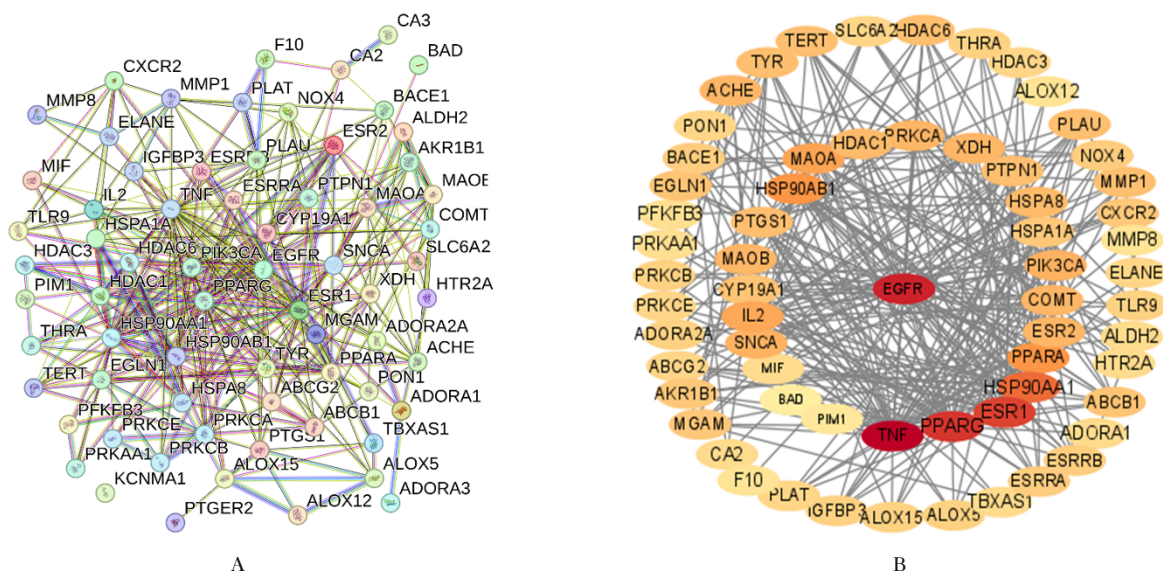 CA3
F10
CA2
BAD
CXCR2
MMP1
PLAT
NOX4
BACE1
MMP8
ELANE
ESR2
ALDH2
PLAU
AKR1B1
IGFBP3
MIF
TNF
ESRRA
PTPN1
MAOA
IL2
CYP19A1
COMT
TLR9
HSPA1A
SNCA
SLC6A2
HDAC3
HDAC6
PIK3CA
EGFR
XDH
PIM1
HDAC1
PPARG
HTR2A
ESR1
MGAM
THRA
HSP90AA1
HSP90AB1
ADORA2A
TYR
PPARA
ACHE
TERT
EGLN1
HSPA8
ABCG2
PON1
ADORA1
PFKFB3
PRKCE
PRKCA
ABCB1
PRKAA1
PRKCB
PTGS1
TBXAS1
KCNMA1
ALOX15
ALOX5
PTGER2
ALOX12
ADORA3
A
TERT
SLC6A2
HDAC6
THRA
HDAC3
ALOX12
TYR
ACHE
PLAU
PON1
NOX4
BACE1
MMP1
EGLN1
CXCR2
PFKFB3
MMP8
PRKAA1
ELANE
PRKCB
TLR9
PRKCE
ALDH2
ADORA2A
HTR2A
ABCG2
AKR1B1
ABCB1
MGAM
ADORA1
CA2
ESRRB
F10
ESRRA
PLAT
TBXAS1
IGFBP3
ALOX15
ALOX5
MAOA
HDAC1
PRKCA
XDH
PTPN1
HSP90AB1
HSPA8
PTGS1
HSPA1A
MAOB
PIK3CA
CYP19A1
COMT
IL2
ESR2
SNCA
PPARA
MIF
HSP90AA1
BAD
ESR1
PIM1
PPARG
TNF
EGFR
B